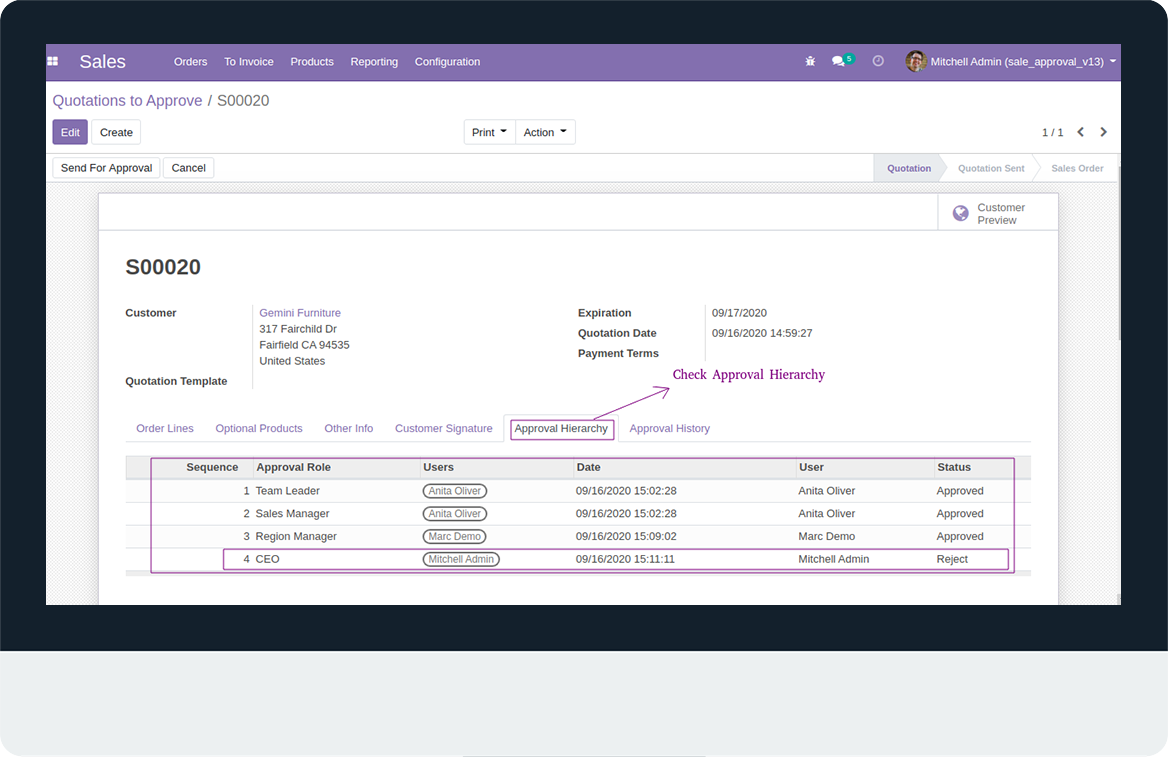 Sales Orders To Invoice Products Reporting Configuration 5 Mitchell Admin (sale_approval_v13)
Quotations to Approve / S00020
Edit Create Print Action 1 / 1
Send For Approval Cancel Quotation Quotation Sent Sales Order
Customer
Preview
S00020
Customer Gemini Furniture Expiration 09/17/2020
317 Fairchild Dr Quotation Date 09/16/2020 14:59:27
Fairfield CA 94535 Payment Terms
United States
Check Approval Hierarchy
Quotation Template
Order Lines Optional Products Other Info Customer Signature Approval Hierarchy Approval History
Sequence Approval Role Users Date User Status
1 Team Leader Anita Oliver 09/16/2020 15:02:28 Anita Oliver Approved
2 Sales Manager Anita Oliver 09/16/2020 15:02:28 Anita Oliver Approved
3 Region Manager Marc Demo 09/16/2020 15:09:02 Marc Demo Approved
4 CEO Mitchell Admin 09/16/2020 15:11:11 Mitchell Admin Reject